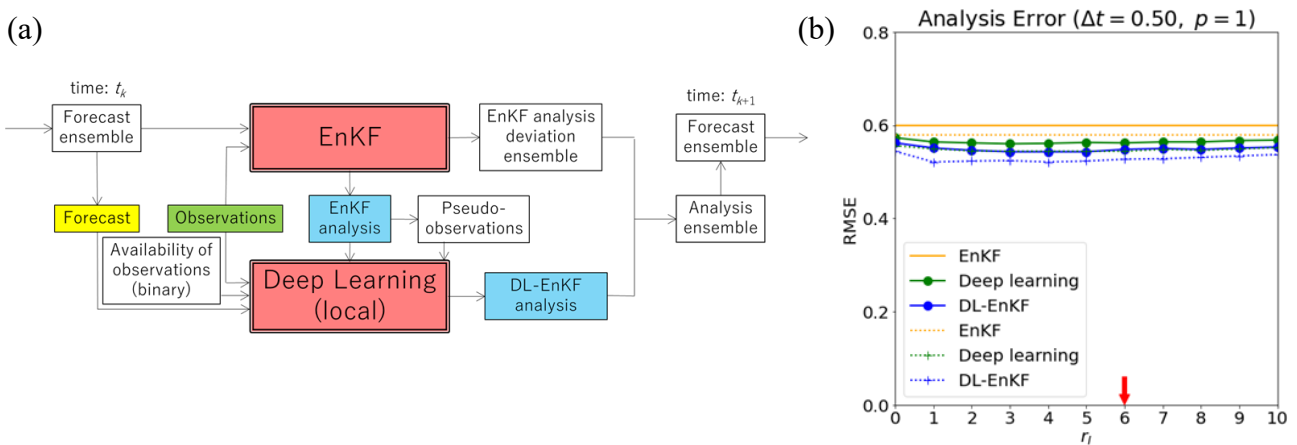 (a)
time: tk
Forecast
ensemble
EnKF
EnKF analysis
deviation
ensemble
time: tk+1
Forecast
ensemble
Forecast
Observations
EnKF
analysis
Pseudo-
observations
Analysis
ensemble
Availability of
observations
(binary)
Deep Learning
(local)
DL-EnKF
analysis
(b)
Analysis Error (Δt = 0.50, p = 1)
0.8
0.6
0.4
0.2
0.0
RMSE
EnKF
Deep learning
DL-EnKF
EnKF
Deep learning
DL-EnKF
0 1 2 3 4 5 6 7 8 9 10
rl